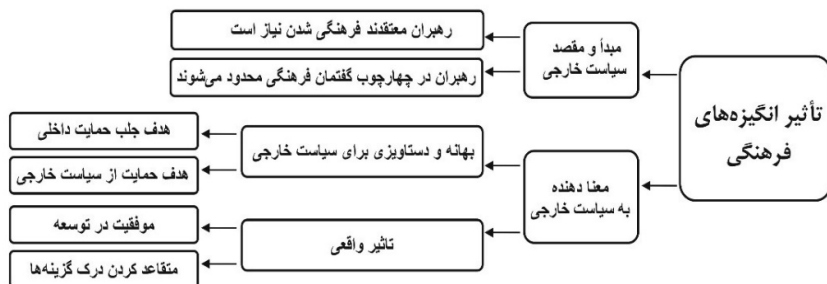 تأثیر انگیزه‌های
فرهنگی
مبدأ و مقصد
سیاست خارجی
رهبران معتقدند فرهنگی شدن نیاز است
رهبران در چهارچوب گفتمان فرهنگی محدود می‌شوند
معنا دهنده
به سیاست خارجی
بهانه و دستاویزی برای سیاست خارجی
هدف جلب حمایت داخلی
هدف حمایت از سیاست خارجی
تاثیر واقعی
موفقیت در توسعه
متقاعد کردن درک گزینه‌ها